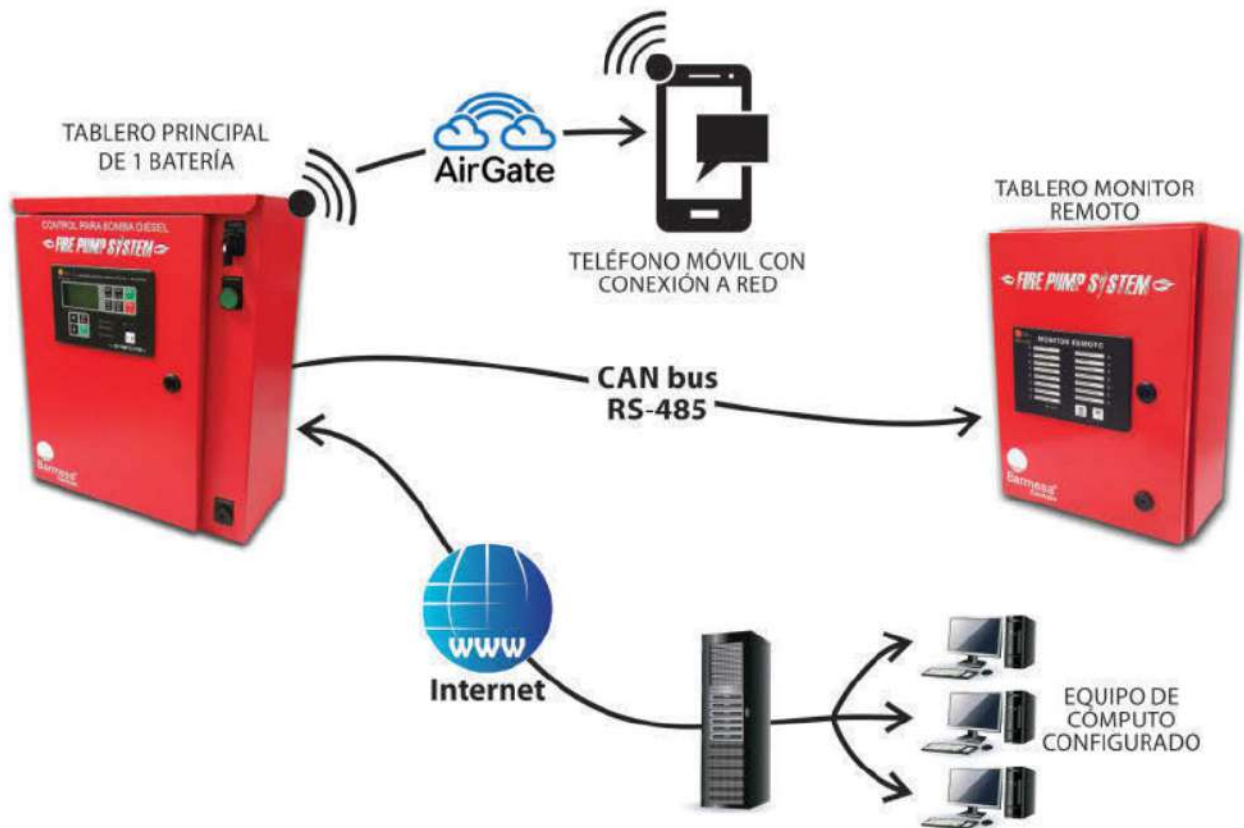 TABLERO PRINCIPAL
DE 1 BATERÍA
AirGate
TELÉFONO MÓVIL CON
CONEXIÓN A RED
TABLERO MONITOR
REMOTO
CONTROL PARA BOMBA DIESEL
FIRE PUMP SYSTEM
Barmesa
FIRE PUMP SYSTEM
MONITOR REMOTO
Barmesa
CAN bus
RS-485
www
Internet
EQUIPO DE
CÓMPUTO
CONFIGURADO